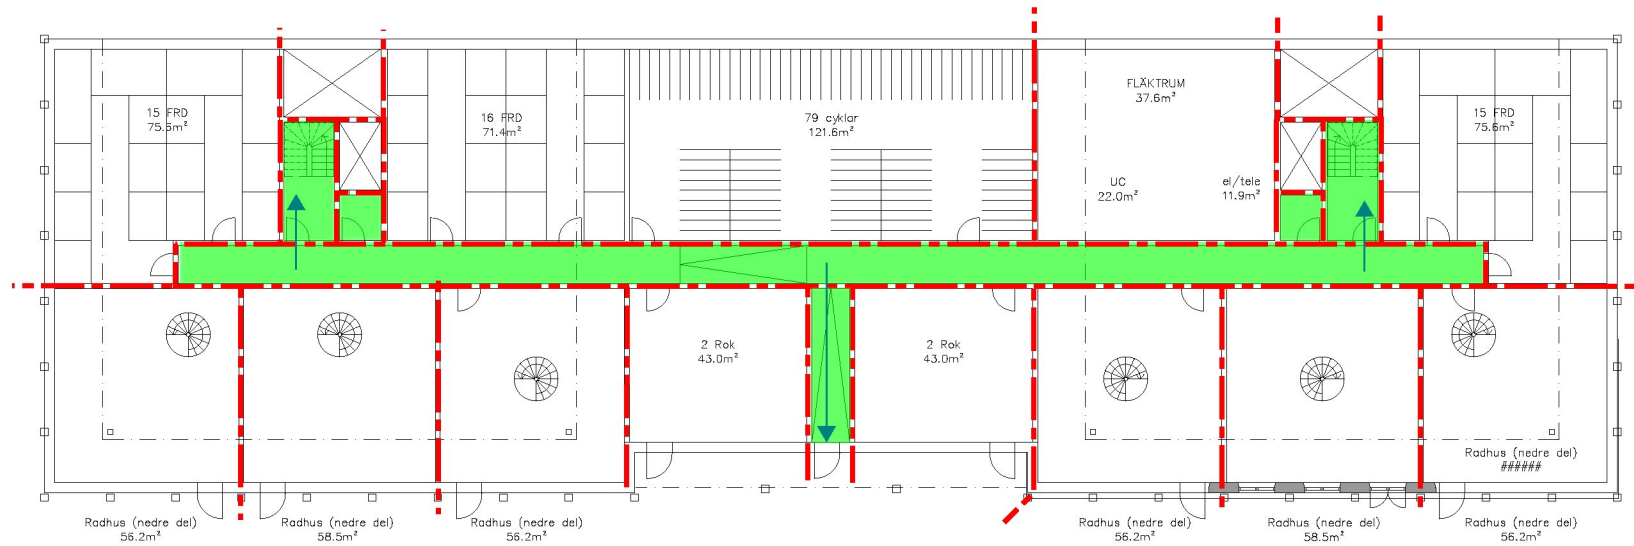 FLÄKTRUM
37.6m²
15 FRD
75.6m²
16 FRD
71.4m²
79 cyklar
121.6m²
15 FRD
75.6m²
UC
22.0m²
el/tele
11.9m²
2 Rok
43.0m²
2 Rok
43.0m²
Radhus (nedre del)
######
Radhus (nedre del)
56.2m²
Radhus (nedre del)
58.5m²
Radhus (nedre del)
56.2m²
Radhus (nedre del)
56.2m²
Radhus (nedre del)
58.5m²
Radhus (nedre del)
56.2m²